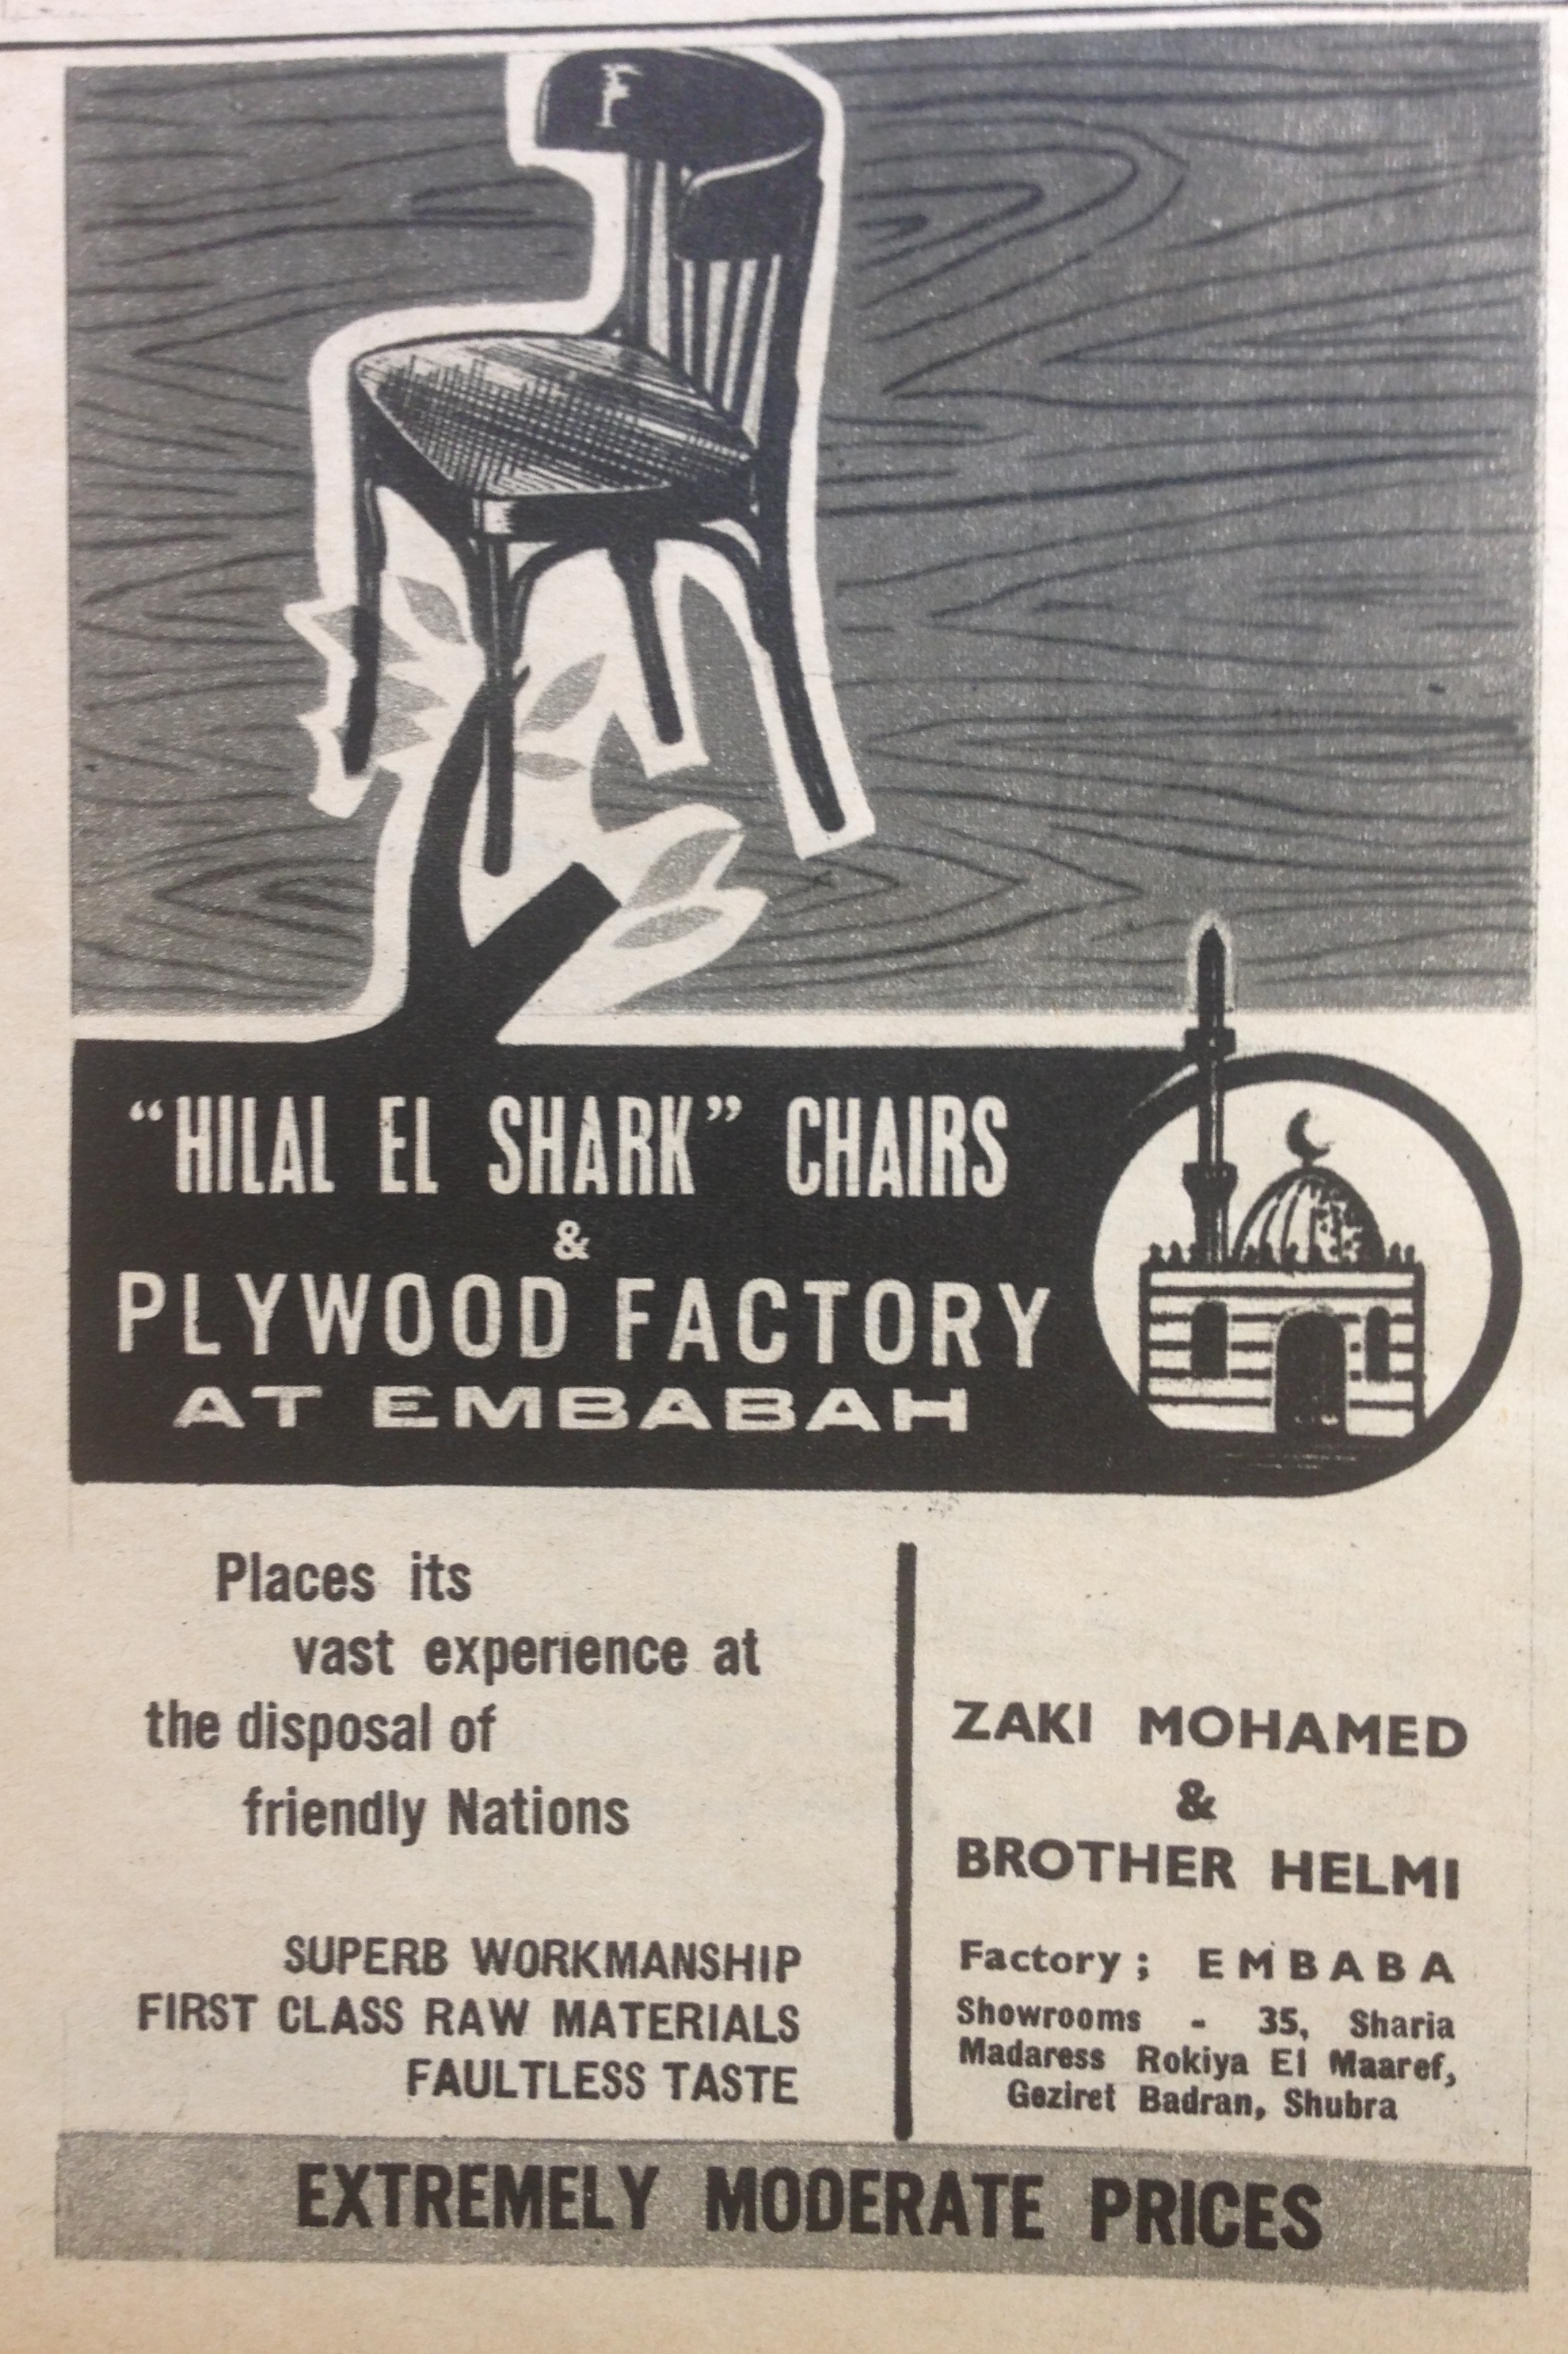 F
"HILAL EL SHARK" CHAIRS
&
PLYWOOD FACTORY
AT EMBABAH
Places its
vast experience at
the disposal of
friendly Nations
SUPERB WORKMANSHIP
FIRST CLASS RAW MATERIALS
FAULTLESS TASTE
ZAKI MOHAMED
&
BROTHER HELMI
Factory ; EMBABA
Showrooms - 35, Sharia
Madaress Rokiya El Maaref,
Geziret Badran, Shubra
EXTREMELY MODERATE PRICES